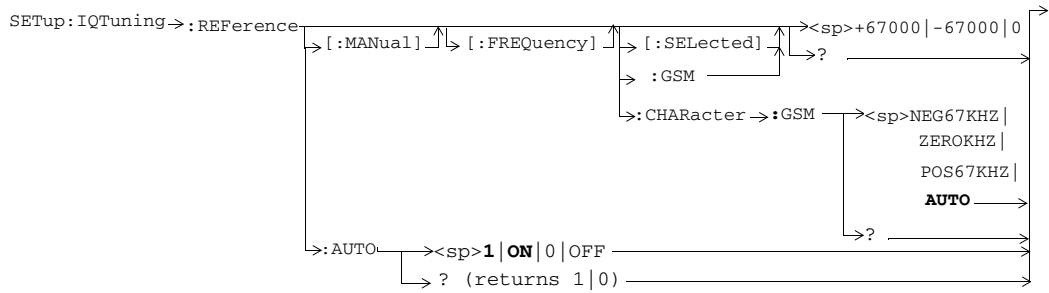 SETup:IQTuning :REFerence <sp>+67000|-67000|0
[:MANual] [:FREQuency] [:SELected] ?
:GSM
:CHARacter :GSM <sp>NEG67KHZ|
ZEROKHZ|
POS67KHZ|
AUTO
?
:AUTO <sp>1|ON|0|OFF
? (returns 1|0)